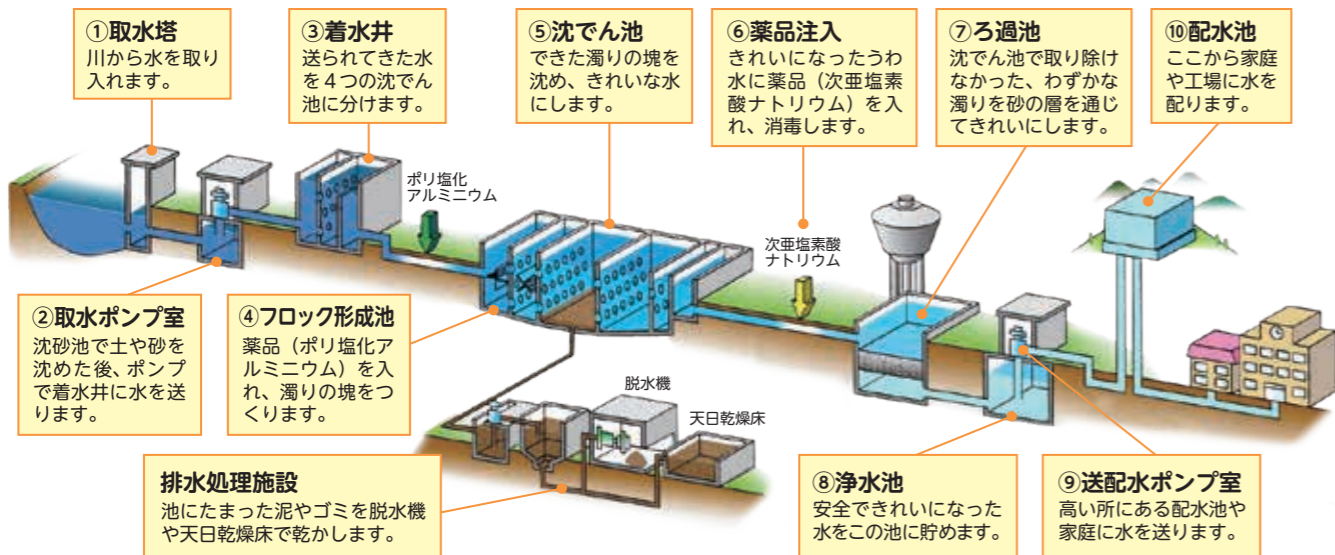 ①取水塔
川から水を取り
入れます。
③着水井
送られてきた水
を４つの沈でん
池に分けます。
⑤沈でん池
できた濁りの塊を
沈め、きれいな水
にします。
⑥薬品注入
きれいになったうわ
水に薬品（次亜塩素
酸ナトリウム）を入
れ、消毒します。
⑦ろ過池
沈でん池で取り除け
なかった、わずかな
濁りを砂の層を通じ
てきれいにします。
⑩配水池
ここから家庭
や工場に水を
配ります。
ポリ塩化
アルミニウム
次亜塩素酸
ナトリウム
②取水ポンプ室
沈砂池で土や砂を
沈めた後、ポンプ
で着水井に水を送
ります。
④フロック形成池
薬品（ポリ塩化ア
ルミニウム）を入
れ、濁りの塊をつ
くります。
脱水機
天日乾燥床
排水処理施設
池にたまった泥やゴミを脱水機
や天日乾燥床で乾かします。
⑧浄水池
安全できれいになった
水をこの池に貯めます。
⑨送配水ポンプ室
高い所にある配水池や
家庭に水を送ります。